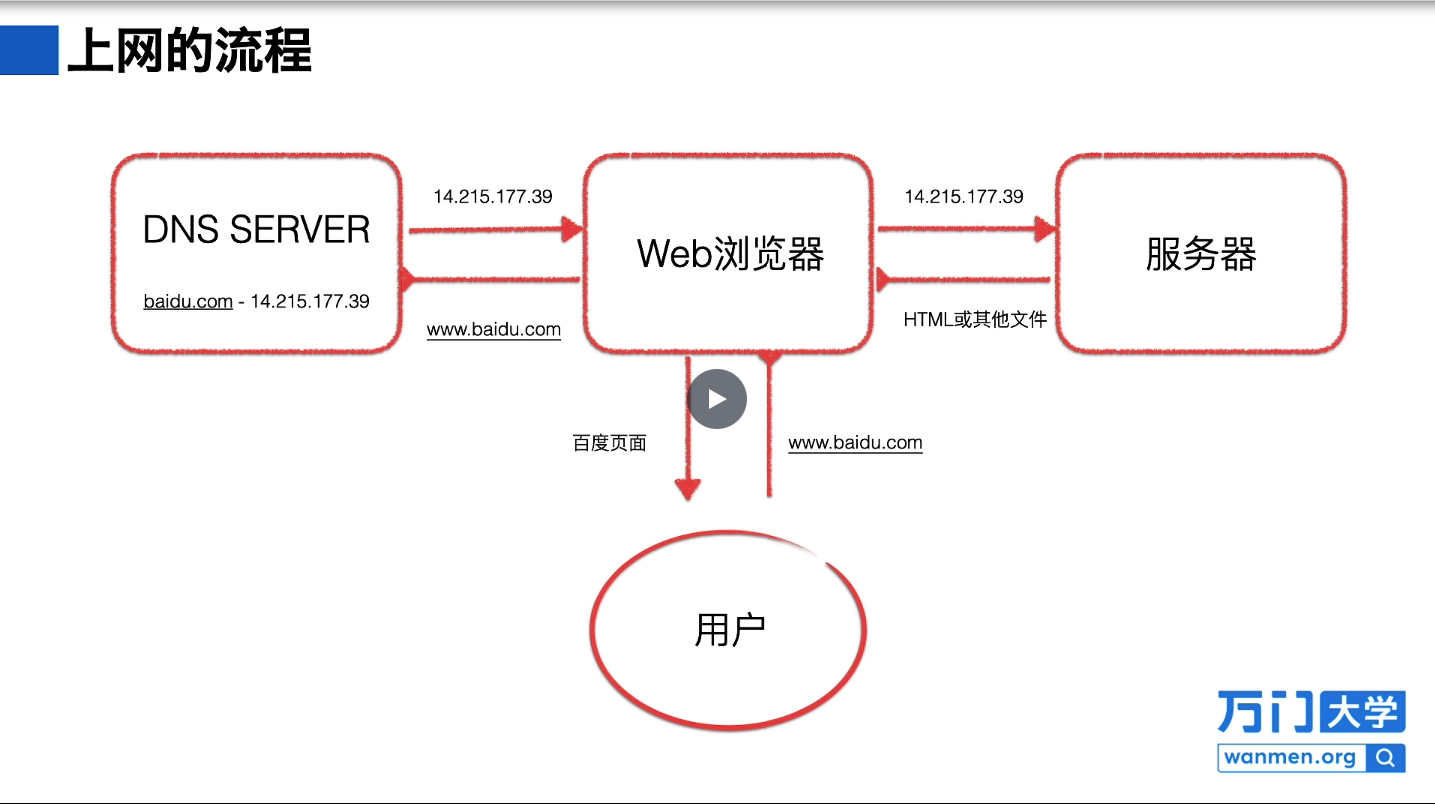 上网的流程
DNS SERVER
baidu.com - 14.215.177.39
14.215.177.39
www.baidu.com
Web浏览器
14.215.177.39
HTML或其他文件
服务器
百度页面
www.baidu.com
用户
万门大学
wanmen.org